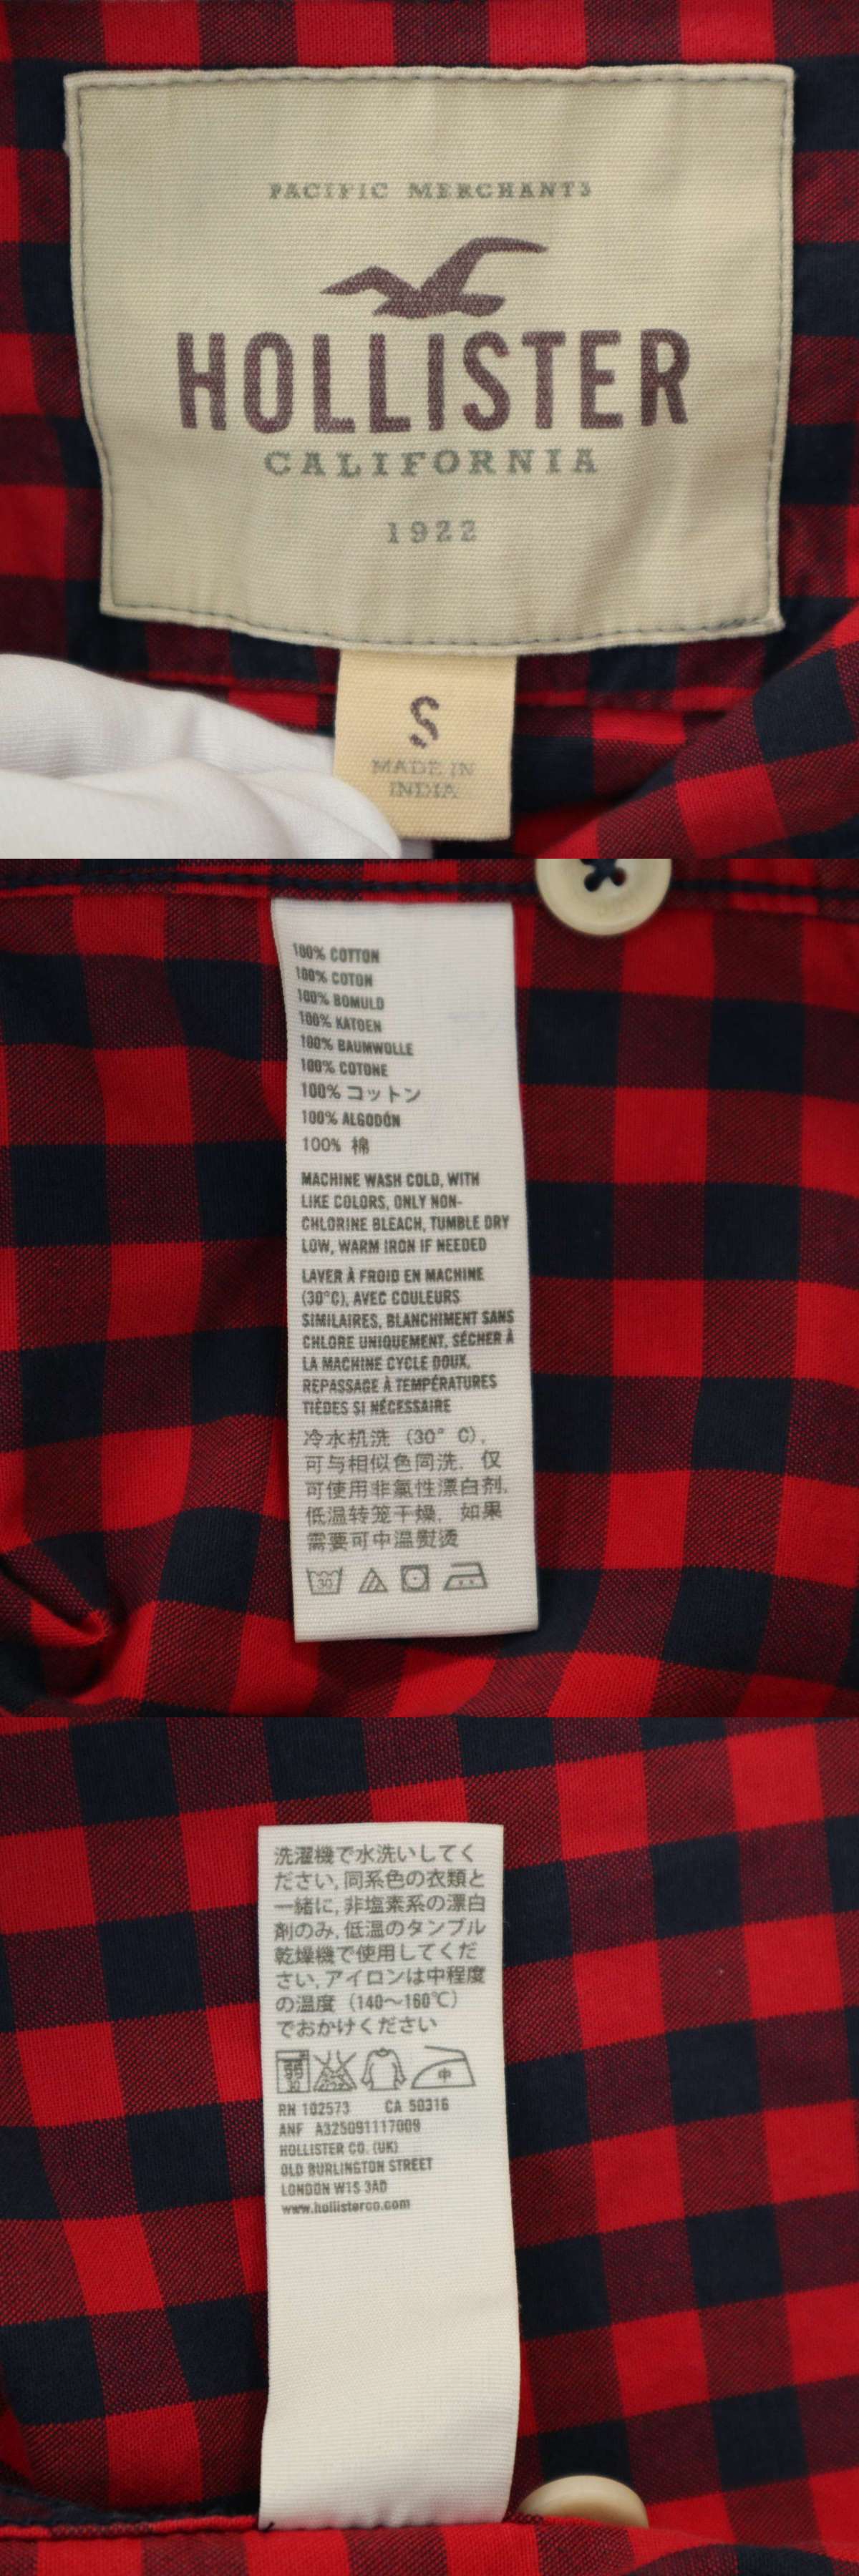 PACIFIC MERCHANTS
HOLLISTER
CALIFORNIA
1922
S
MADE IN
INDIA
100% COTTON
100% COTON
100% BOMULD
100% KATOEN
100% BAUMWOLLE
100% COTONE
100% コットン
100% ALGODÓN
100% 棉
MACHINE WASH COLD, WITH
LIKE COLORS, ONLY NON-
CHLORINE BLEACH, TUMBLE DRY
LOW, WARM IRON IF NEEDED
LAVER À FROID EN MACHINE
(30°C), AVEC COULEURS
SIMILAIRES, BLANCHIMENT SANS
CHLORE UNIQUEMENT, SÉCHER À
LA MACHINE CYCLE DOUX,
REPASSAGE À TEMPÉRATURES
TIÈDES SI NÉCESSAIRE
冷水机洗 (30° C),
可与相似色同洗, 仅
可使用非氯性漂白剂,
低温转笼干燥, 如果
需要可中温熨烫
30
洗濯機で水洗いしてく
ださい, 同系色の衣類と
一緒に, 非塩素系の漂白
剤のみ, 低温のタンブル
乾燥機で使用してくだ
さい, アイロンは中程度
の温度 (140～160℃)
でおかけください
中
RN 102573 CA 50316
ANF A325091117009
HOLLISTER CO. (UK)
OLD BURLINGTON STREET
LONDON W1S 3AD
www.hollisterco.com